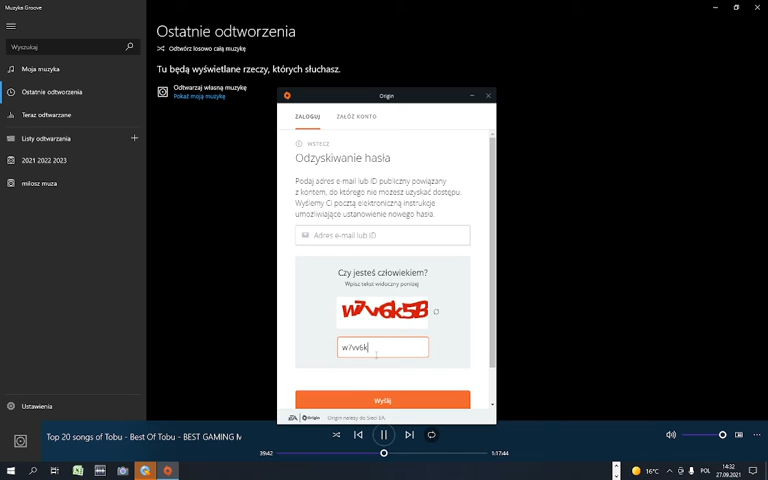 Muzyka Groove
Ostatnie odtworzenia
Wyszukaj
Odtwórz losowo całą muzykę
Moja muzyka
Tu będą wyświetlane rzeczy, których słuchasz.
Ostatnie odtworzenia
Odtwarzaj własną muzykę
Pokaż moją muzykę
Teraz odtwarzane
Listy odtwarzania
2021 2022 2023
milosz muza
Origin
ZALOGUJ
ZAŁÓŻ KONTO
WSTECZ
Odzyskiwanie hasła
Podaj adres e-mail lub ID publiczny powiązany
z kontem, do którego nie możesz uzyskać dostępu.
Wyślemy Ci pocztą elektroniczną instrukcje
umożliwiające ustanowienie nowego hasła.
Adres e-mail lub ID
Czy jesteś człowiekiem?
Wpisz tekst widoczny poniżej
w7v6k5B
w7vv6k
Wyślij
EA
Origin
Origin należy do Sieci EA.
Ustawienia
Top 20 songs of Tobu - Best Of Tobu - BEST GAMING M
39:42
1:17:44
16°C
POL
14:32
27.09.2021